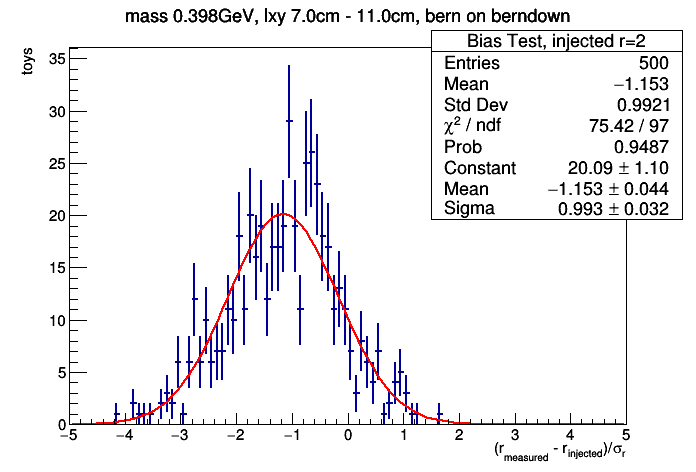 mass 0.398GeV, lxy 7.0cm - 11.0cm, bern on berndown
Bias Test, injected r=2
Entries 500
Mean −1.153
Std Dev 0.9921
χ² / ndf 75.42 / 97
Prob 0.9487
Constant 20.09 ± 1.10
Mean −1.153 ± 0.044
Sigma 0.993 ± 0.032
toys
35
30
25
20
15
10
5
0
−5 −4 −3 −2 −1 0 1 2 3 4 5
(r_measured - r_injected)/σ_r